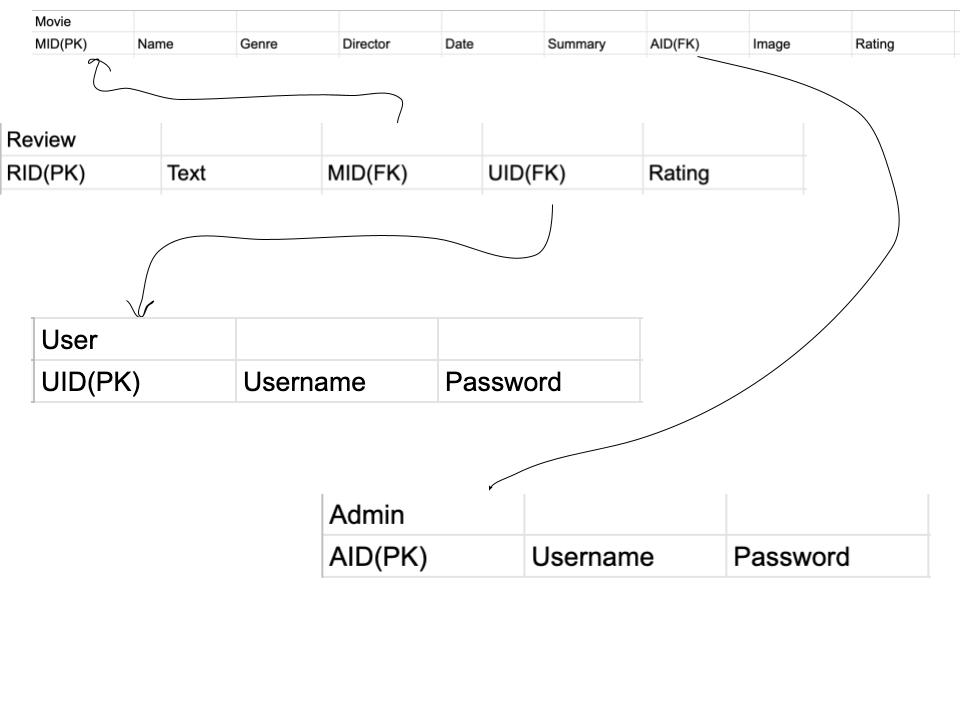 Movie
MID(PK) Name Genre Director Date Summary AID(FK) Image Rating
Review
RID(PK) Text MID(FK) UID(FK) Rating
User
UID(PK) Username Password
Admin
AID(PK) Username Password